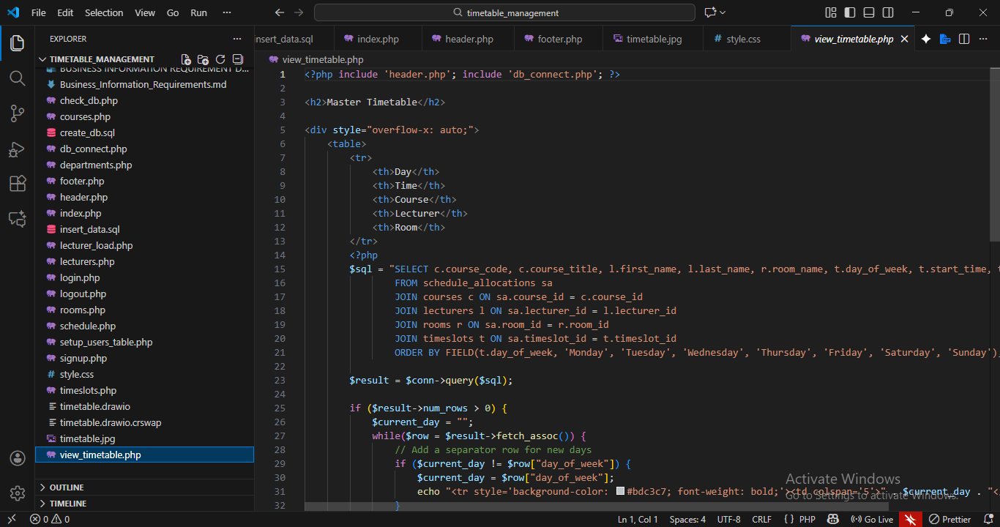 File Edit Selection View Go Run ··· timetable_management
EXPLORER ···
insert_data.sql index.php header.php footer.php timetable.jpg # style.css view_timetable.php
TIMETABLE_MANAGEMENT
view_timetable.php
BUSINESS INFORMATION REQUIREMENT D...
Business_Information_Requirements.md
check_db.php
courses.php
create_db.sql
db_connect.php
departments.php
footer.php
header.php
index.php
insert_data.sql
lecturer_load.php
lecturers.php
login.php
logout.php
rooms.php
schedule.php
setup_users_table.php
signup.php
# style.css
timeslots.php
timetable.drawio
timetable.drawio.crswap
timetable.jpg
view_timetable.php
OUTLINE
TIMELINE
1 <?php include 'header.php'; include 'db_connect.php'; ?>
2
3 <h2>Master Timetable</h2>
4
5 <div style="overflow-x: auto;">
6 <table>
7 <tr>
8 <th>Day</th>
9 <th>Time</th>
10 <th>Course</th>
11 <th>Lecturer</th>
12 <th>Room</th>
13 </tr>
14 <?php
15 $sql = "SELECT c.course_code, c.course_title, l.first_name, l.last_name, r.room_name, t.day_of_week, t.start_time,
16 FROM schedule_allocations sa
17 JOIN courses c ON sa.course_id = c.course_id
18 JOIN lecturers l ON sa.lecturer_id = l.lecturer_id
19 JOIN rooms r ON sa.room_id = r.room_id
20 JOIN timeslots t ON sa.timeslot_id = t.timeslot_id
21 ORDER BY FIELD(t.day_of_week, 'Monday', 'Tuesday', 'Wednesday', 'Thursday', 'Friday', 'Saturday', 'Sunday'),
22
23 $result = $conn->query($sql);
24
25 if ($result->num_rows > 0) {
26 $current_day = "";
27 while($row = $result->fetch_assoc()) {
28 // Add a separator row for new days
29 if ($current_day != $row["day_of_week"]) {
30 $current_day = $row["day_of_week"];
31 echo "<tr style='background-color: #bdc3c7; font-weight: bold;'><td colspan='5'>" . $current_day . "<
32 }
Activate Windows
Go to Settings to activate Windows.
0 0 Ln 1, Col 1 Spaces: 4 UTF-8 CRLF { } PHP Go Live Prettier